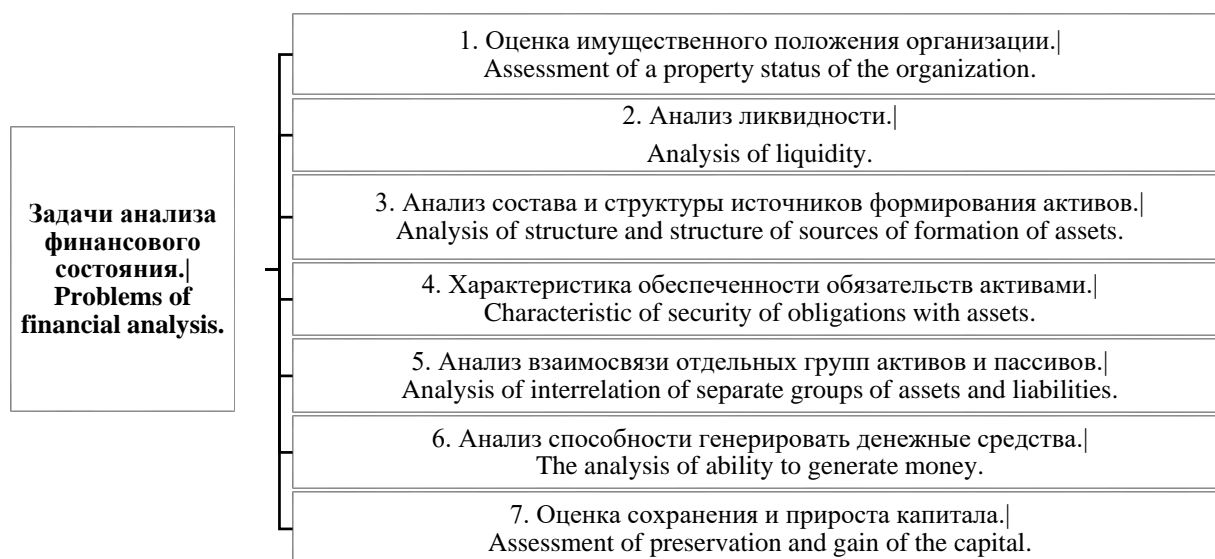 Задачи анализа
финансового
состояния.|
Problems of
financial analysis.
1. Оценка имущественного положения организации.|
Assessment of a property status of the organization.
2. Анализ ликвидности.|
Analysis of liquidity.
3. Анализ состава и структуры источников формирования активов.|
Analysis of structure and structure of sources of formation of assets.
4. Характеристика обеспеченности обязательств активами.|
Characteristic of security of obligations with assets.
5. Анализ взаимосвязи отдельных групп активов и пассивов.|
Analysis of interrelation of separate groups of assets and liabilities.
6. Анализ способности генерировать денежные средства.|
The analysis of ability to generate money.
7. Оценка сохранения и прироста капитала.|
Assessment of preservation and gain of the capital.